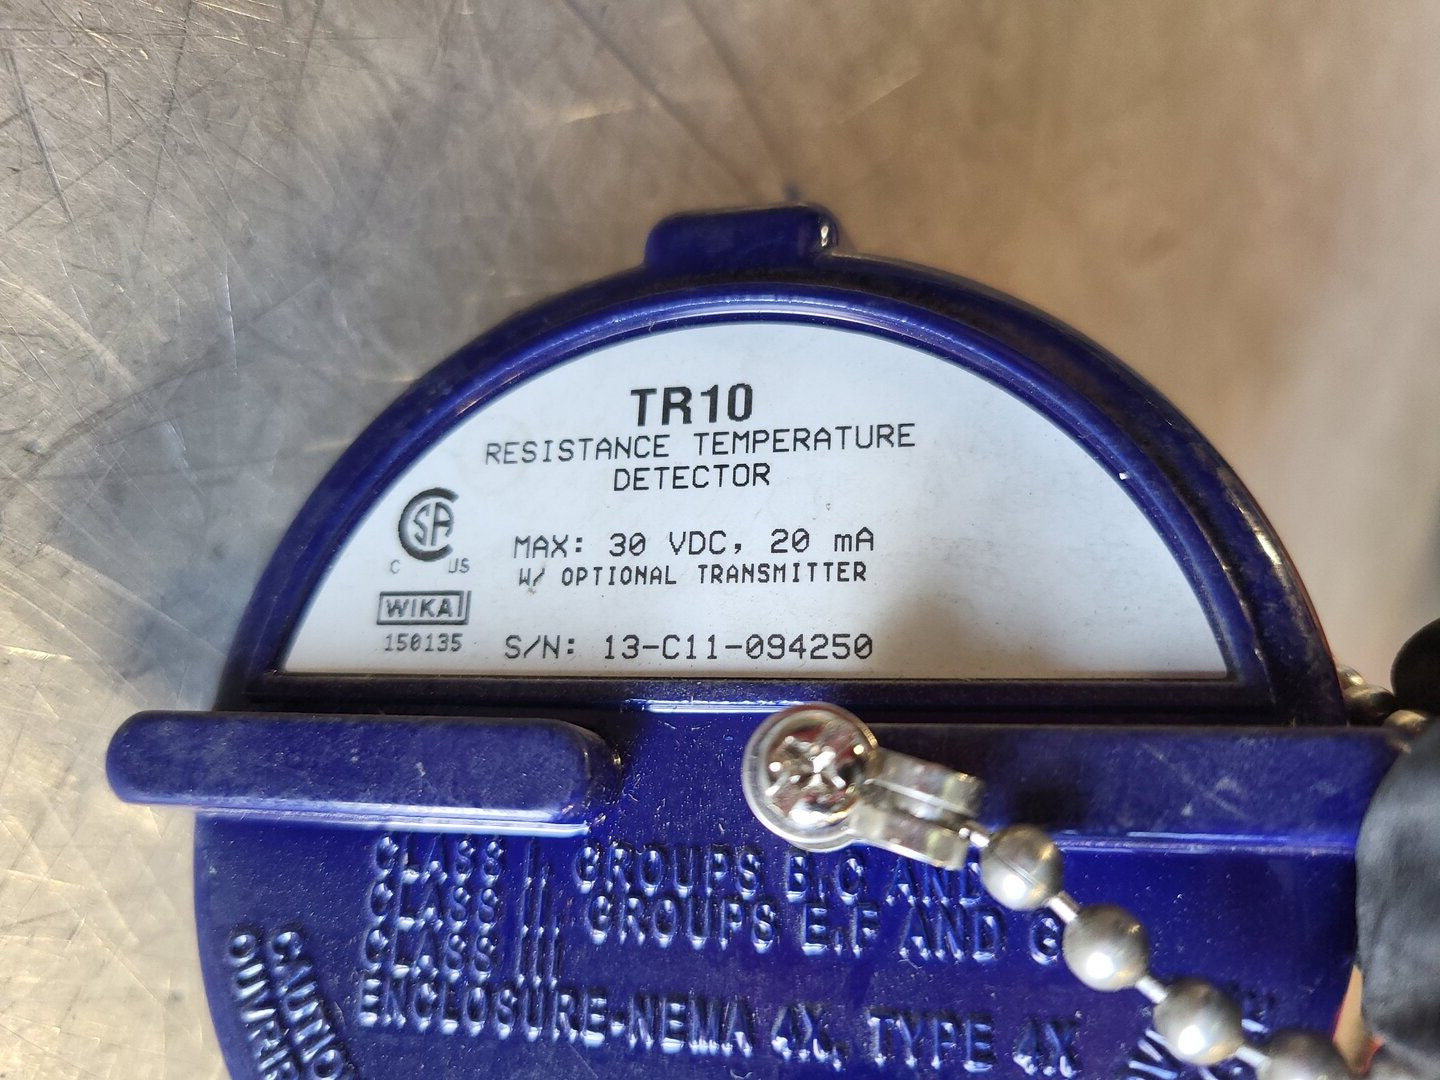 TR10
RESISTANCE TEMPERATURE
DETECTOR
CSA
C US
MAX: 30 VDC, 20 mA
W/ OPTIONAL TRANSMITTER
WIKA
150135
S/N: 13-C11-094250
CLASS I, GROUPS B,C AND
CLASS II, GROUPS E,F AND G
CLASS III
ENCLOSURE-NEMA 4X, TYPE 4X